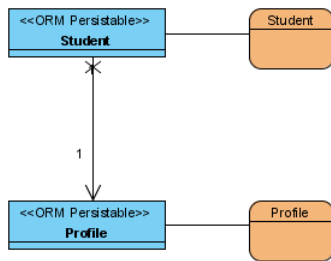 <<ORM Persistable>>
Student
Student
1
<<ORM Persistable>>
Profile
Profile